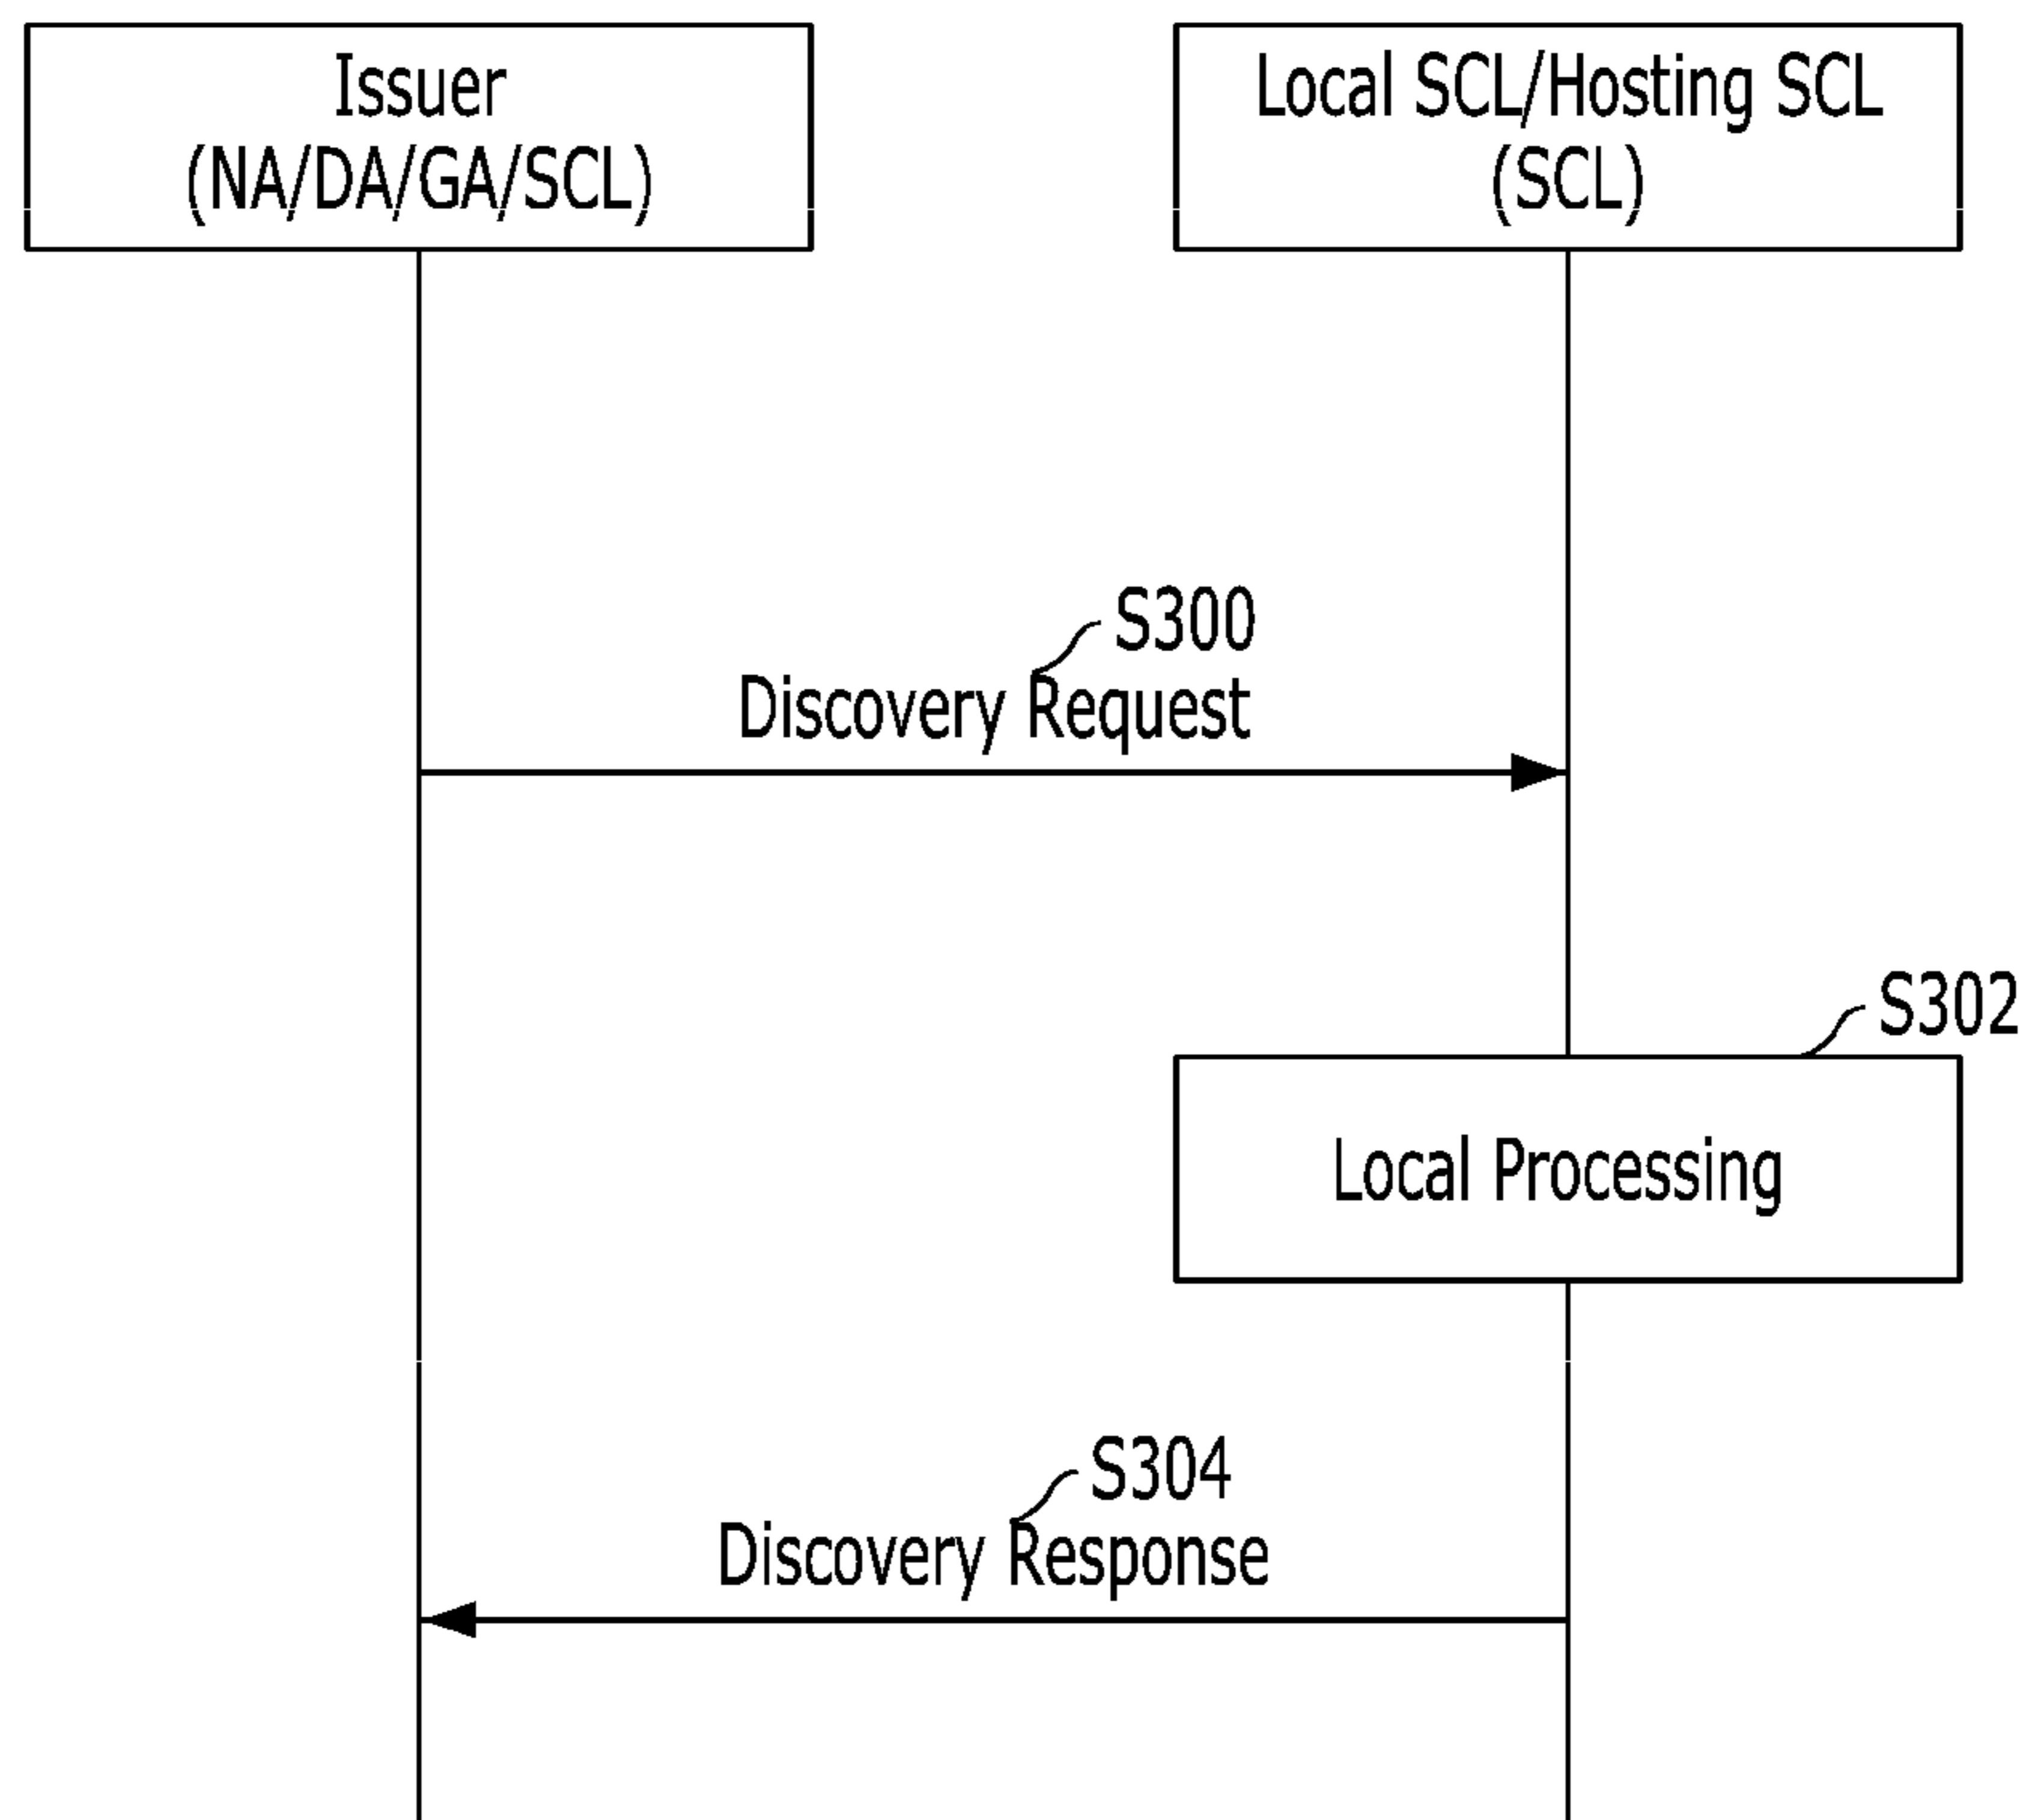 Issuer
(NA/DA/GA/SCL)
Local SCL/Hosting SCL
(SCL)
S300
Discovery Request
S302
Local Processing
S304
Discovery Response